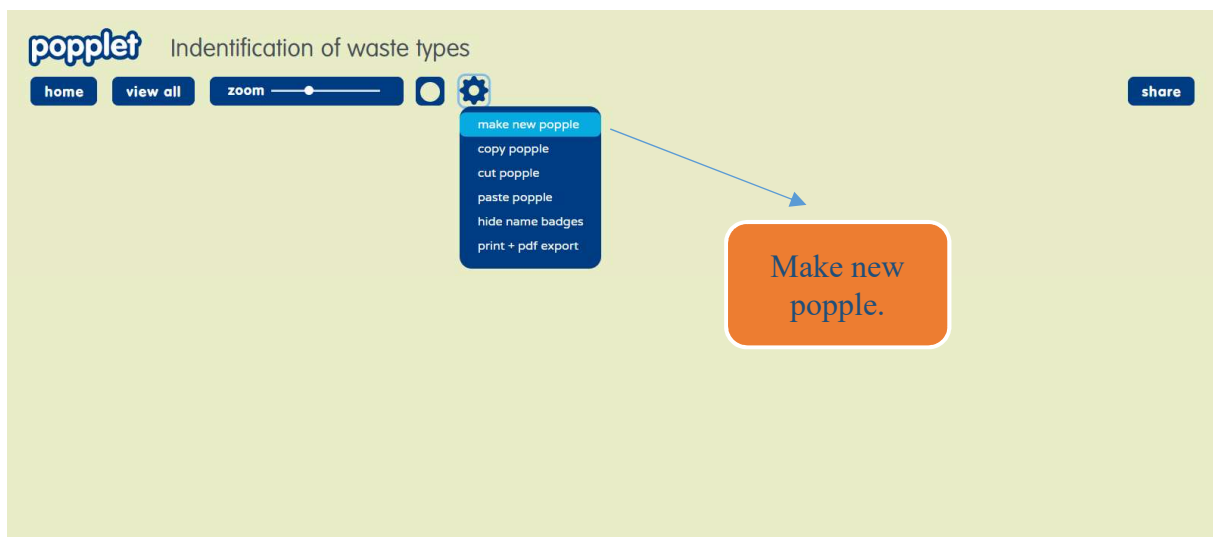 popplet Indentification of waste types
home view all zoom share
make new popple
copy popple
cut popple
paste popple
hide name badges
print + pdf export
Make new
popple.